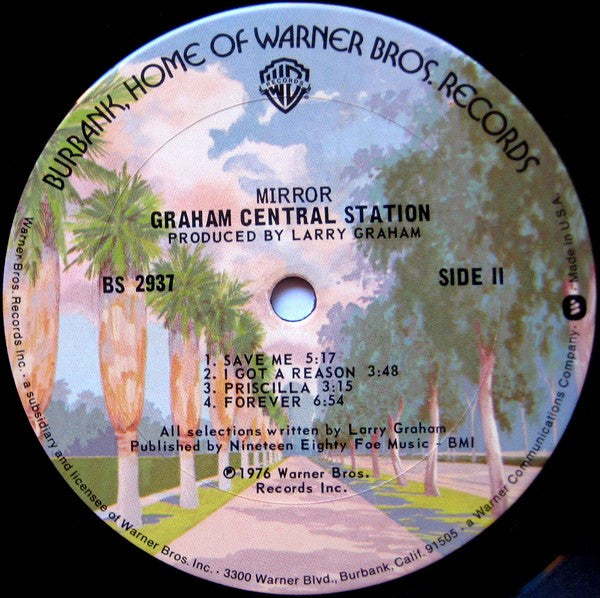 BURBANK, HOME OF WARNER BROS. RECORDS
RECORDS
MIRROR
GRAHAM CENTRAL STATION
PRODUCED BY LARRY GRAHAM
BS 2937
SIDE II
1. SAVE ME 5:17
2. I GOT A REASON 3:48
3. PRISCILLA 3:15
4. FOREVER 6:54
All selections written by Larry Graham
Published by Nineteen Eighty Foe Music - BMI
℗1976 Warner Bros.
Records Inc.
Warner Bros. Records Inc. · a subsidiary and licensee of Warner Bros. Inc. · 3300 Warner Blvd., Burbank, Calif. 91505 · a Warner Communications Company · Made in U.S.A.